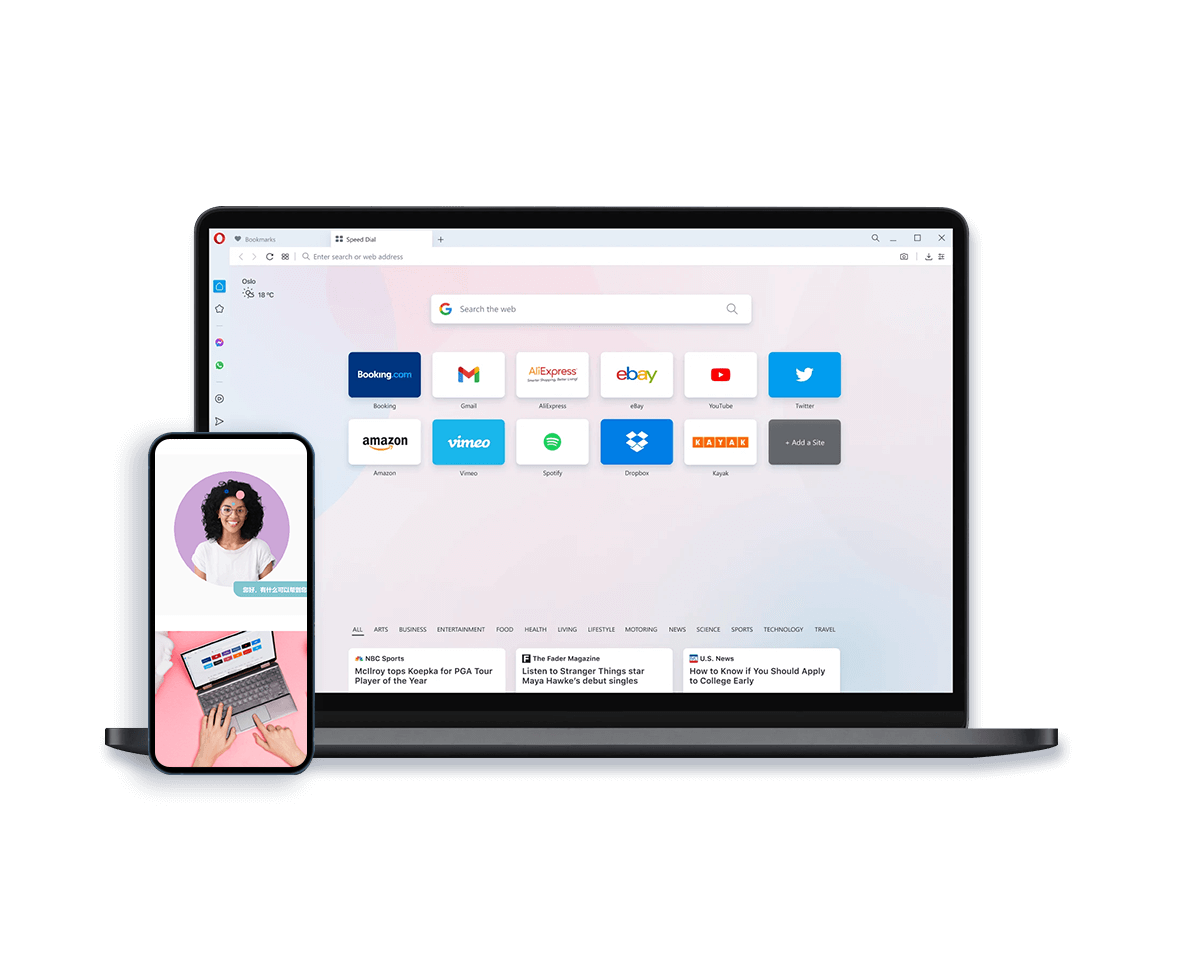 Bookmarks
Speed Dial
Enter search or web address
Oslo
18 °C
Search the web
Booking.com
AliExpress
Smarter Shopping, Better Living!
ebay
Booking
Gmail
AliExpress
eBay
YouTube
Twitter
amazon
vimeo
KAYAK
+ Add a Site
Amazon
Vimeo
Spotify
Dropbox
Kayak
您好，有什么可以帮到您
ALL ARTS BUSINESS ENTERTAINMENT FOOD HEALTH LIVING LIFESTYLE MOTORING NEWS SCIENCE SPORTS TECHNOLOGY TRAVEL
NBC Sports
McIlroy tops Koepka for PGA Tour
Player of the Year
The Fader Magazine
Listen to Stranger Things star
Maya Hawke's debut singles
U.S. News
How to Know if You Should Apply
to College Early